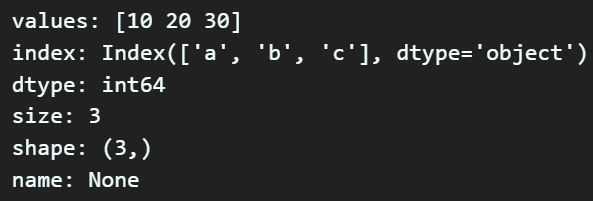 values: [10 20 30]
index: Index(['a', 'b', 'c'], dtype='object')
dtype: int64
size: 3
shape: (3,)
name: None